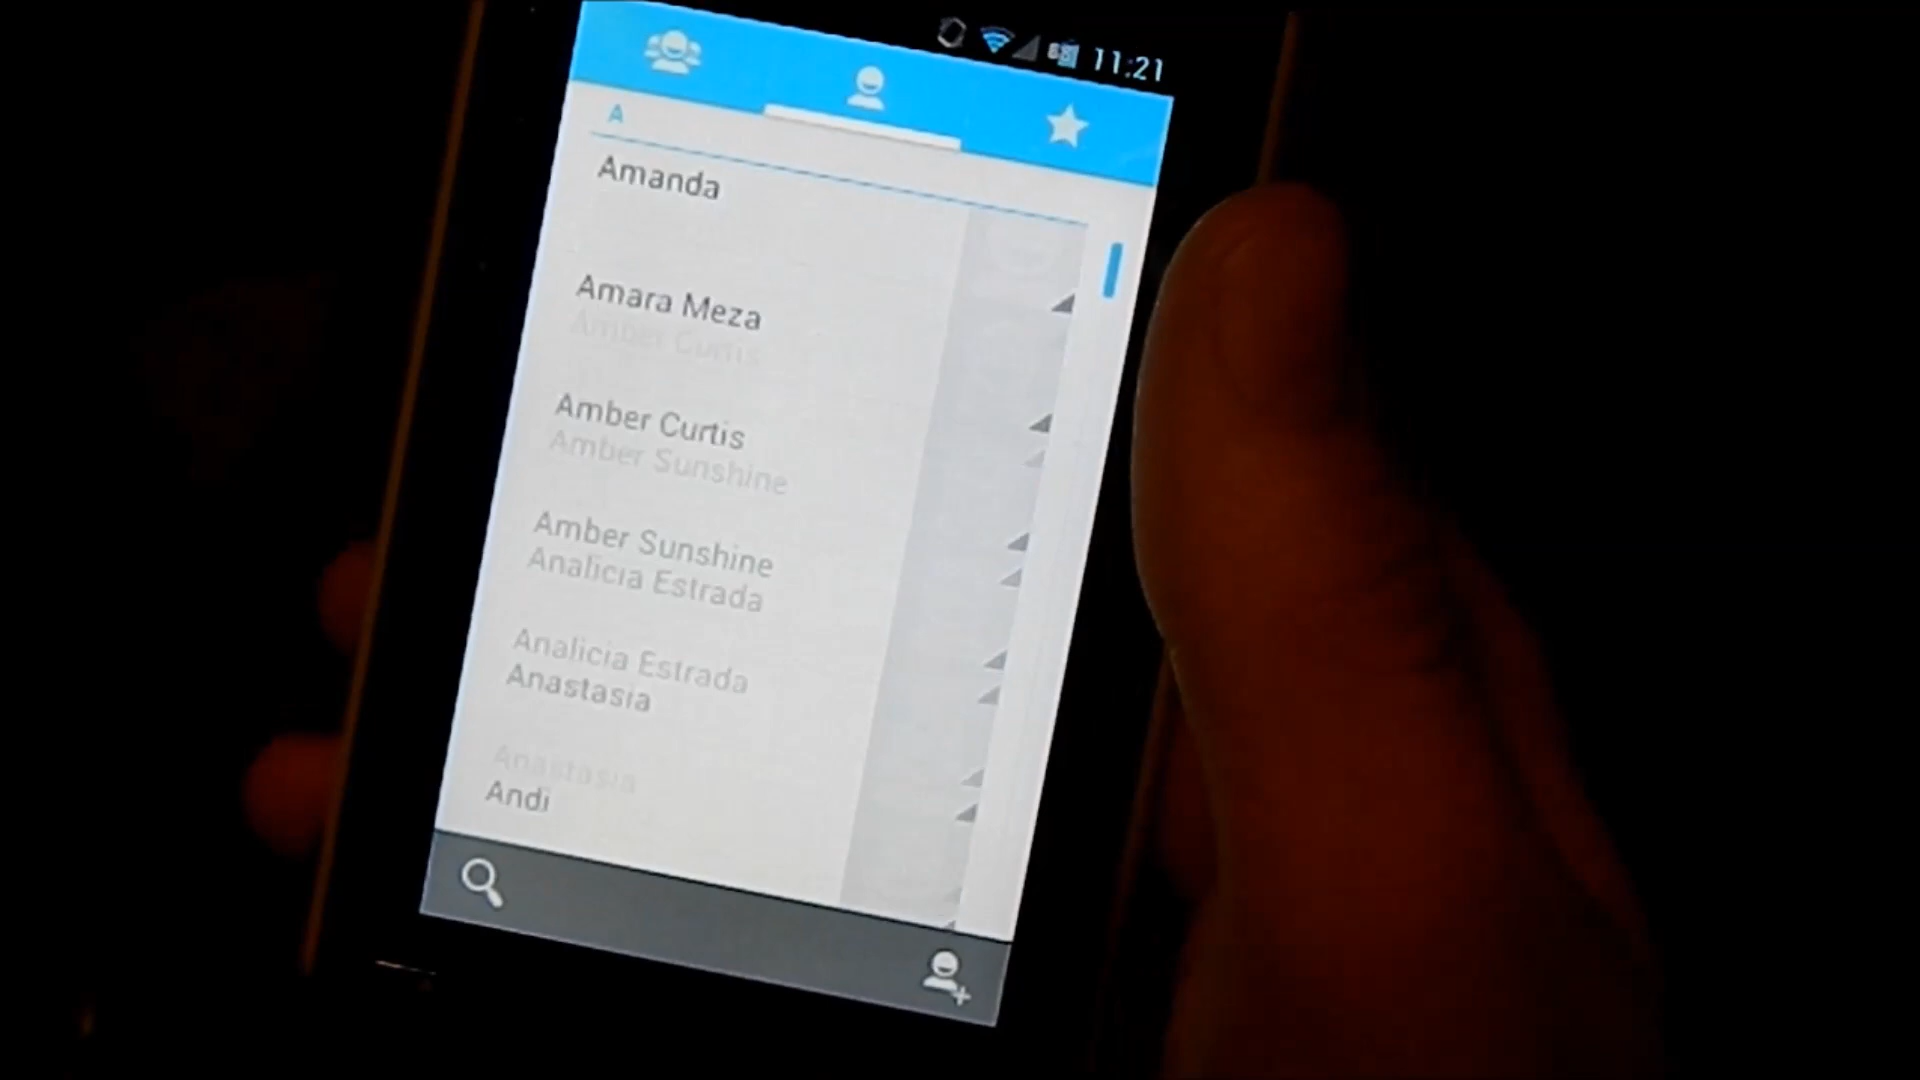 11:21
A
Amanda
Amara Meza
Amber Curtis
Amber Curtis
Amber Sunshine
Amber Sunshine
Analicia Estrada
Analicia Estrada
Anastasia
Anastasia
Andi